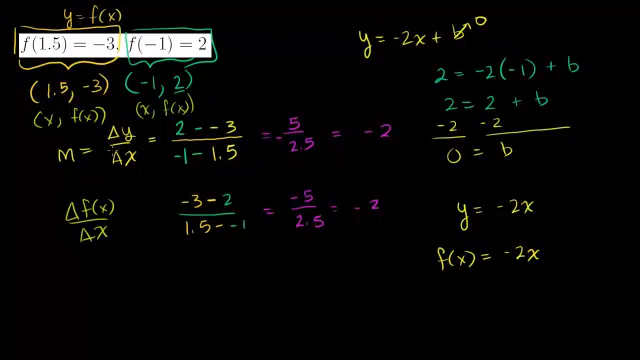 y = f(x)
f(1.5) = −3, f(−1) = 2
(1.5, -3) (-1, 2)
(x, f(x)) (x, f(x))
m = Δy/Δx = (2 - -3)/(-1 - 1.5) = -5/2.5 = -2
Δf(x)/Δx (-3 - 2)/(1.5 - -1) = -5/2.5 = -2
y = -2x + b 0
2 = -2(-1) + b
2 = 2 + b
-2 -2
0 = b
y = -2x
f(x) = -2x